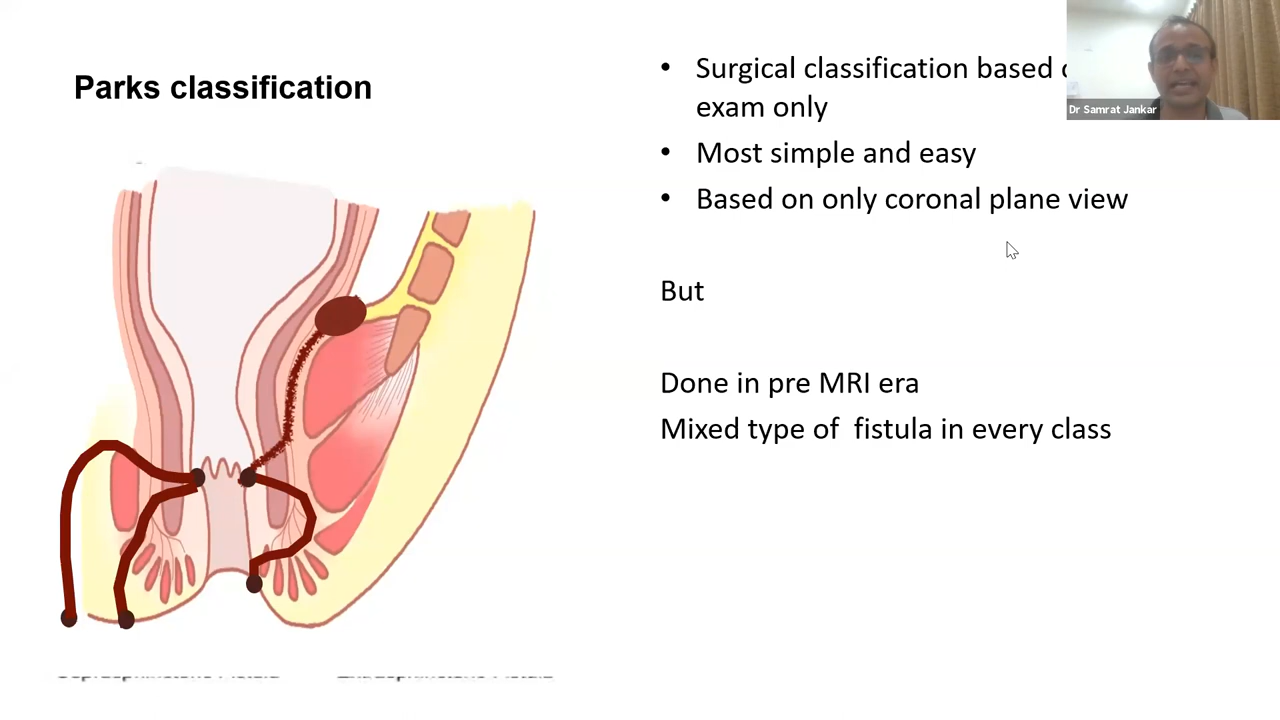 Parks classification
• Surgical classification based
exam only
• Most simple and easy
• Based on only coronal plane view
But
Done in pre MRI era
Mixed type of fistula in every class
Dr Samrat Jankar